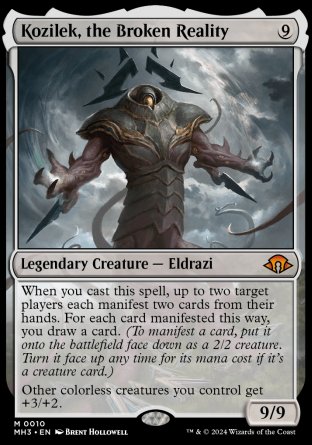 Kozilek, the Broken Reality 9
Legendary Creature — Eldrazi
When you cast this spell, up to two target
players each manifest two cards from their
hands. For each card manifested this way,
you draw a card. (To manifest a card, put it
onto the battlefield face down as a 2/2 creature.
Turn it face up any time for its mana cost if it's
a creature card.)
Other colorless creatures you control get
+3/+2.
9/9
M 0010
MH3 • EN Brent Hollowell ™ & © 2024 Wizards of the Coast